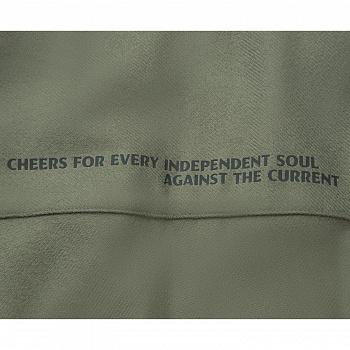 CHEERS FOR EVERY INDEPENDENT SOUL
AGAINST THE CURRENT